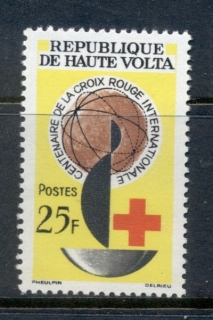 REPUBLIQUE
DE HAUTE VOLTA
CENTENAIRE DE LA CROIX ROUGE INTERNATIONALE
POSTES
25F
PHEULPIN DELRIEU